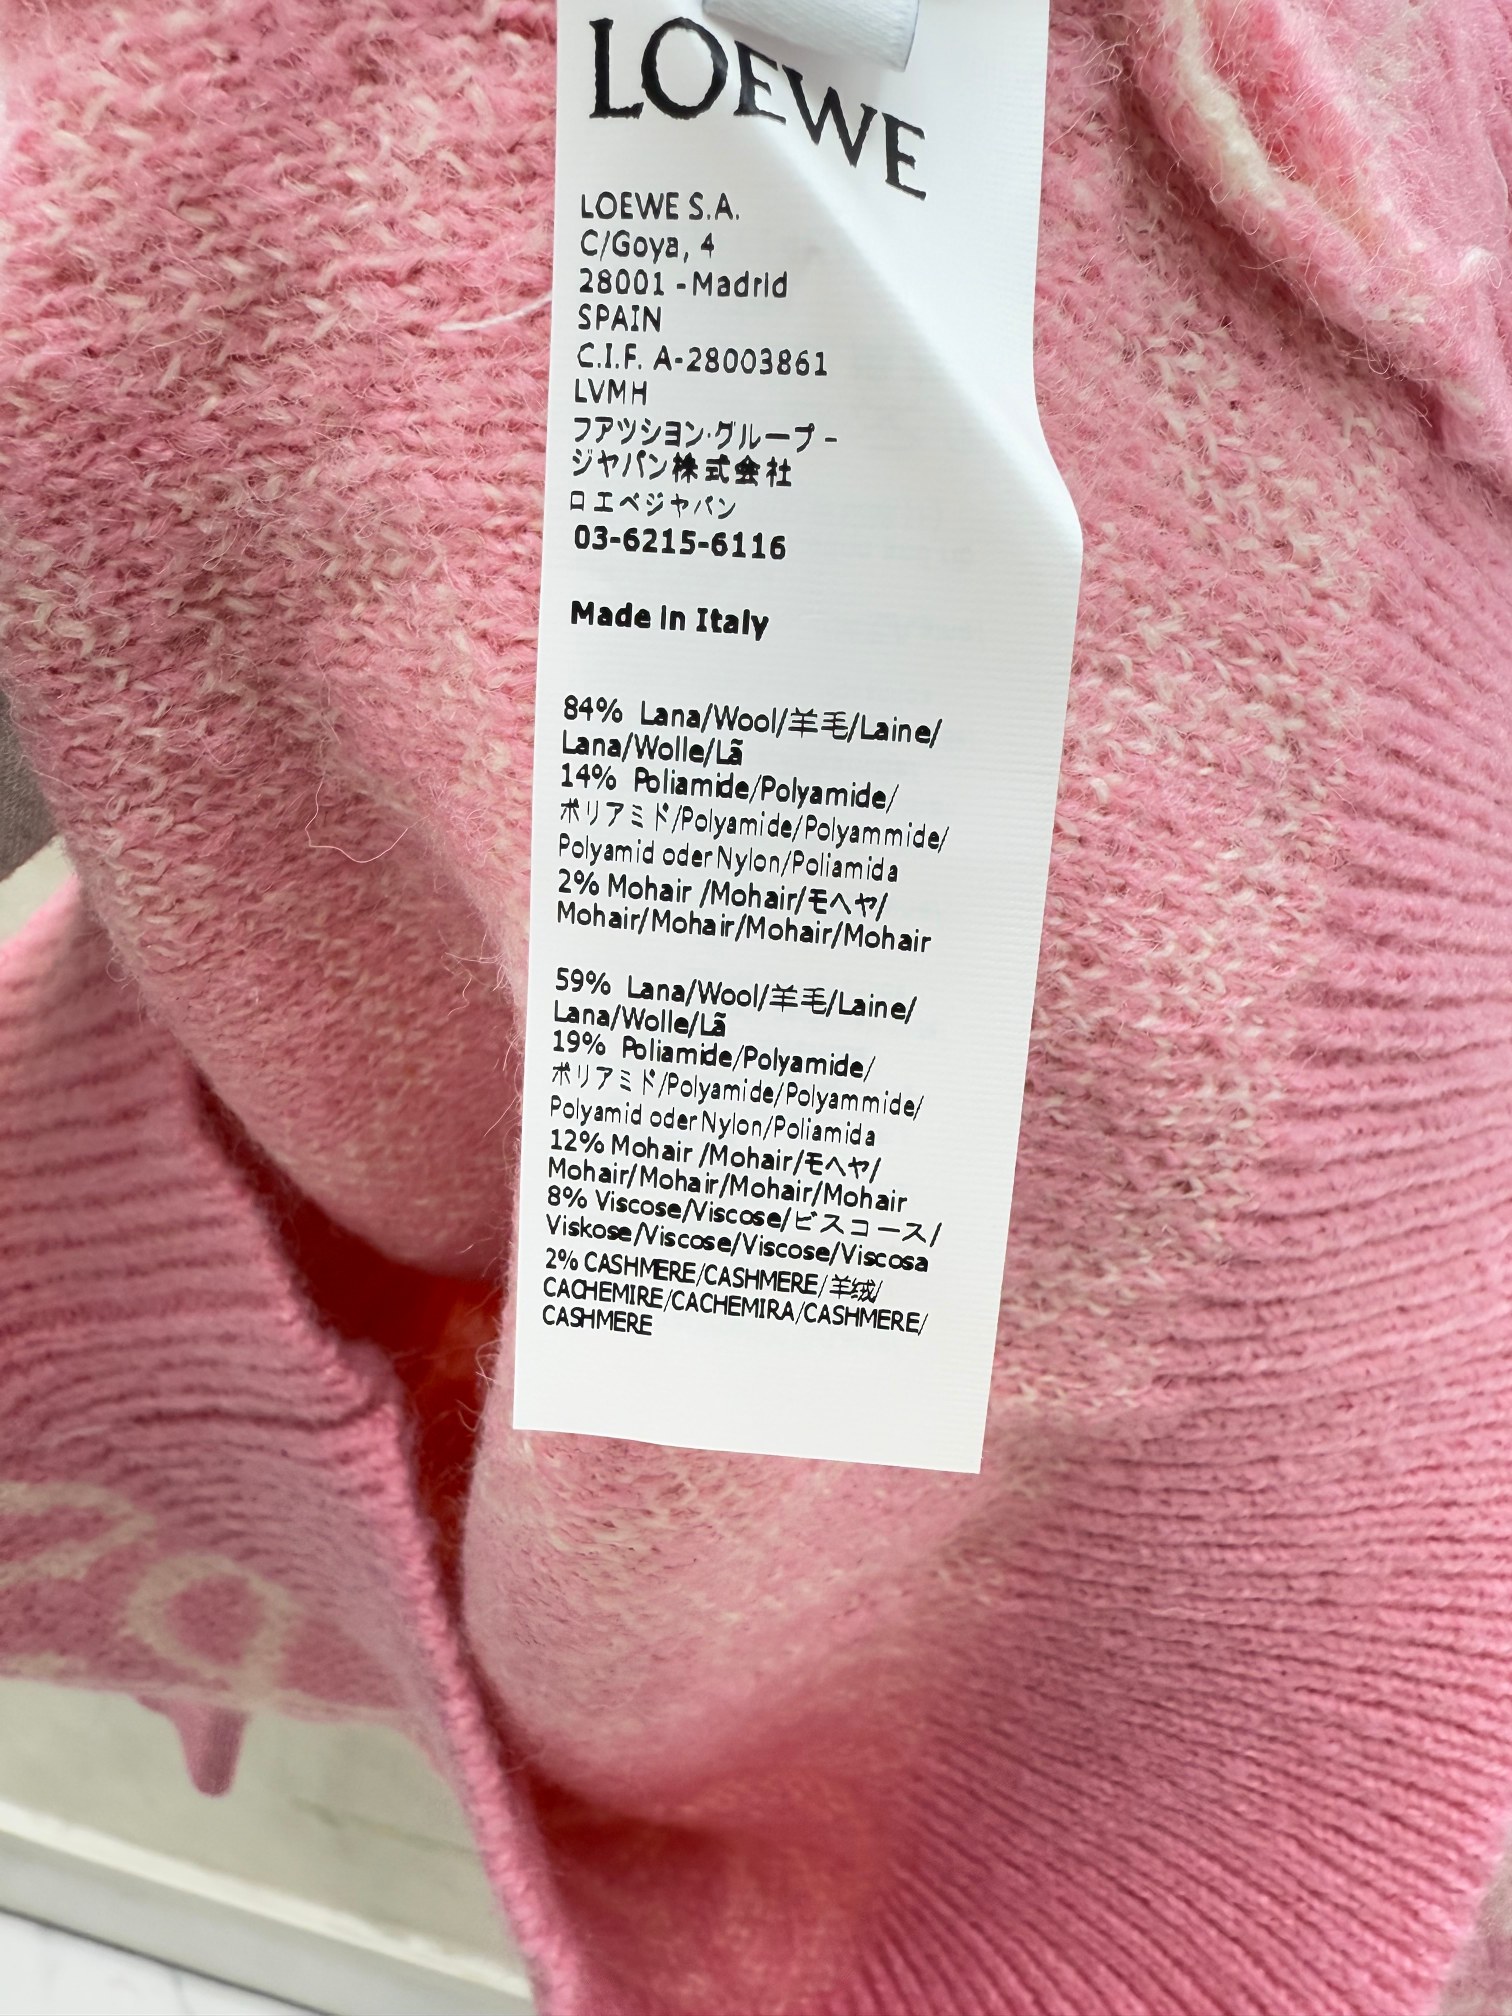 LOEWE
LOEWE S.A.
C/Goya, 4
28001 - Madrid
SPAIN
C.I.F. A-28003861
LVMH
フアツシヨン·グループ -
ジヤパン株式会社
ロエベジヤパン
03-6215-6116
Made in Italy
84% Lana/Wool/羊毛/Laine/
Lana/Wolle/Lã
14% Poliamide/Polyamide/
ポリアミド/Polyamide/Polyammide/
Polyamid oder Nylon/Poliamida
2% Mohair /Mohair/モヘヤ/
Mohair/Mohair/Mohair/Mohair
59% Lana/Wool/羊毛/Laine/
Lana/Wolle/Lã
19% Poliamide/Polyamide/
ポリアミド/Polyamide/Polyammide/
Polyamid oder Nylon/Poliamida
12% Mohair /Mohair/モヘヤ/
Mohair/Mohair/Mohair/Mohair
8% Viscose/Viscose/ビスコース/
Viskose/Viscose/Viscose/Viscosa
2% CASHMERE/CASHMERE/羊绒/
CACHEMIRE/CACHEMIRA/CASHMERE/
CASHMERE